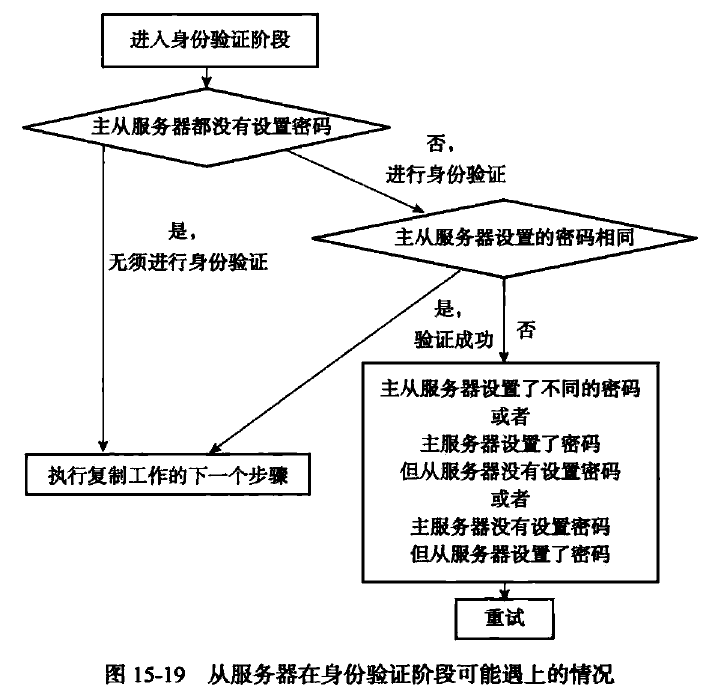 进入身份验证阶段
主从服务器都没有设置密码
否，
进行身份验证
是，
无须进行身份验证
主从服务器设置的密码相同
是，
验证成功
否
主从服务器设置了不同的密码
或者
主服务器设置了密码
但从服务器没有设置密码
或者
主服务器没有设置密码
但从服务器设置了密码
执行复制工作的下一个步骤
重试
图 15-19 从服务器在身份验证阶段可能遇上的情况